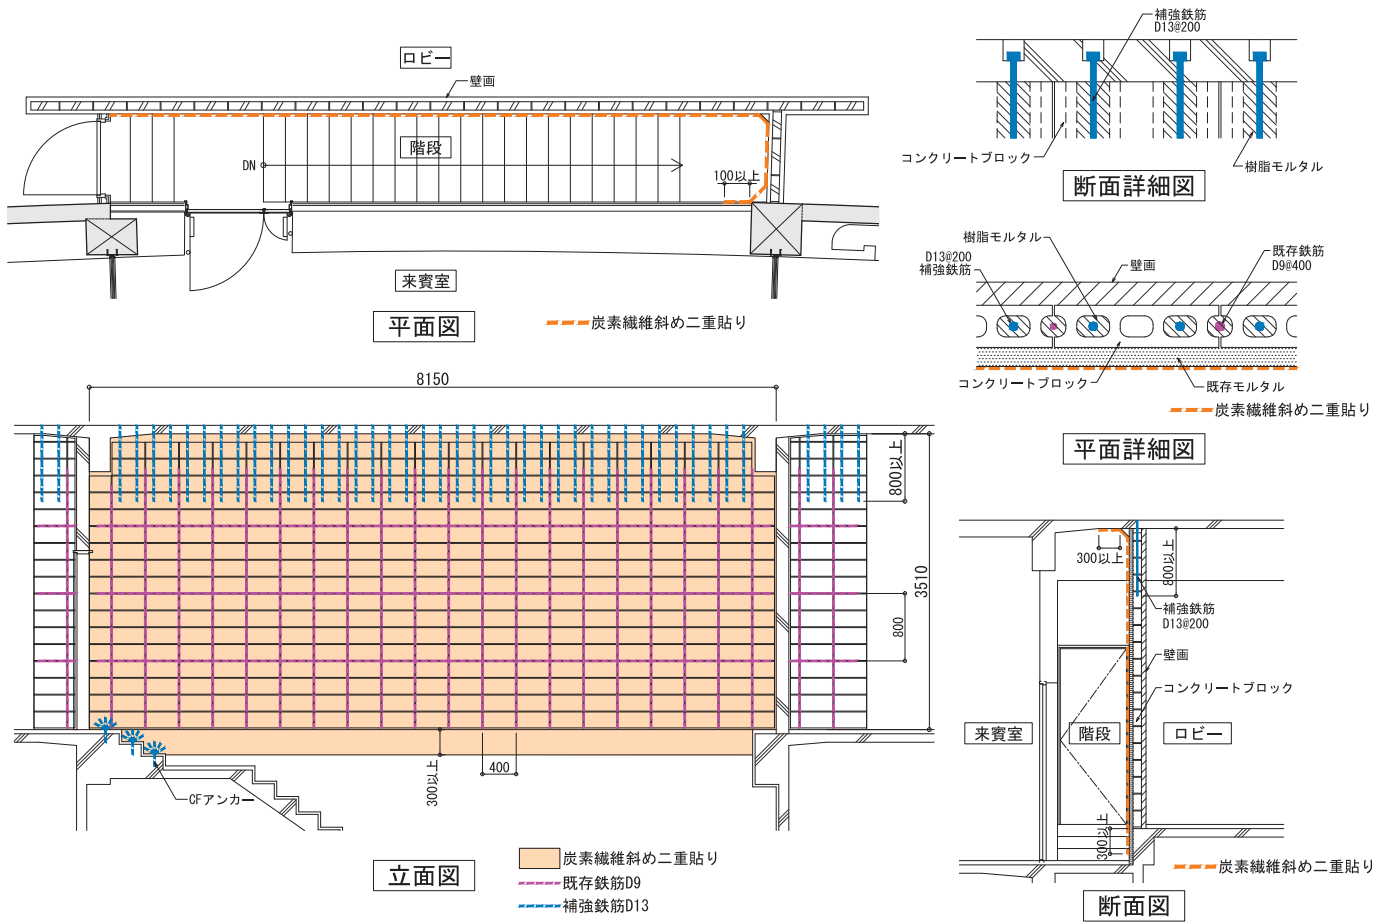 ロビー
壁画
階段
DN
100以上
来賓室
平面図
炭素繊維斜め二重貼り
補強鉄筋
D13@200
コンクリートブロック
樹脂モルタル
断面詳細図
樹脂モルタル
D13@200
補強鉄筋
壁画
既存鉄筋
D9@400
コンクリートブロック
既存モルタル
炭素繊維斜め二重貼り
平面詳細図
8150
800以上
3510
800
300以上
400
CFアンカー
立面図
炭素繊維斜め二重貼り
既存鉄筋D9
補強鉄筋D13
300以上
800以上
補強鉄筋
D13@200
壁画
コンクリートブロック
来賓室
階段
ロビー
300以上
炭素繊維斜め二重貼り
断面図